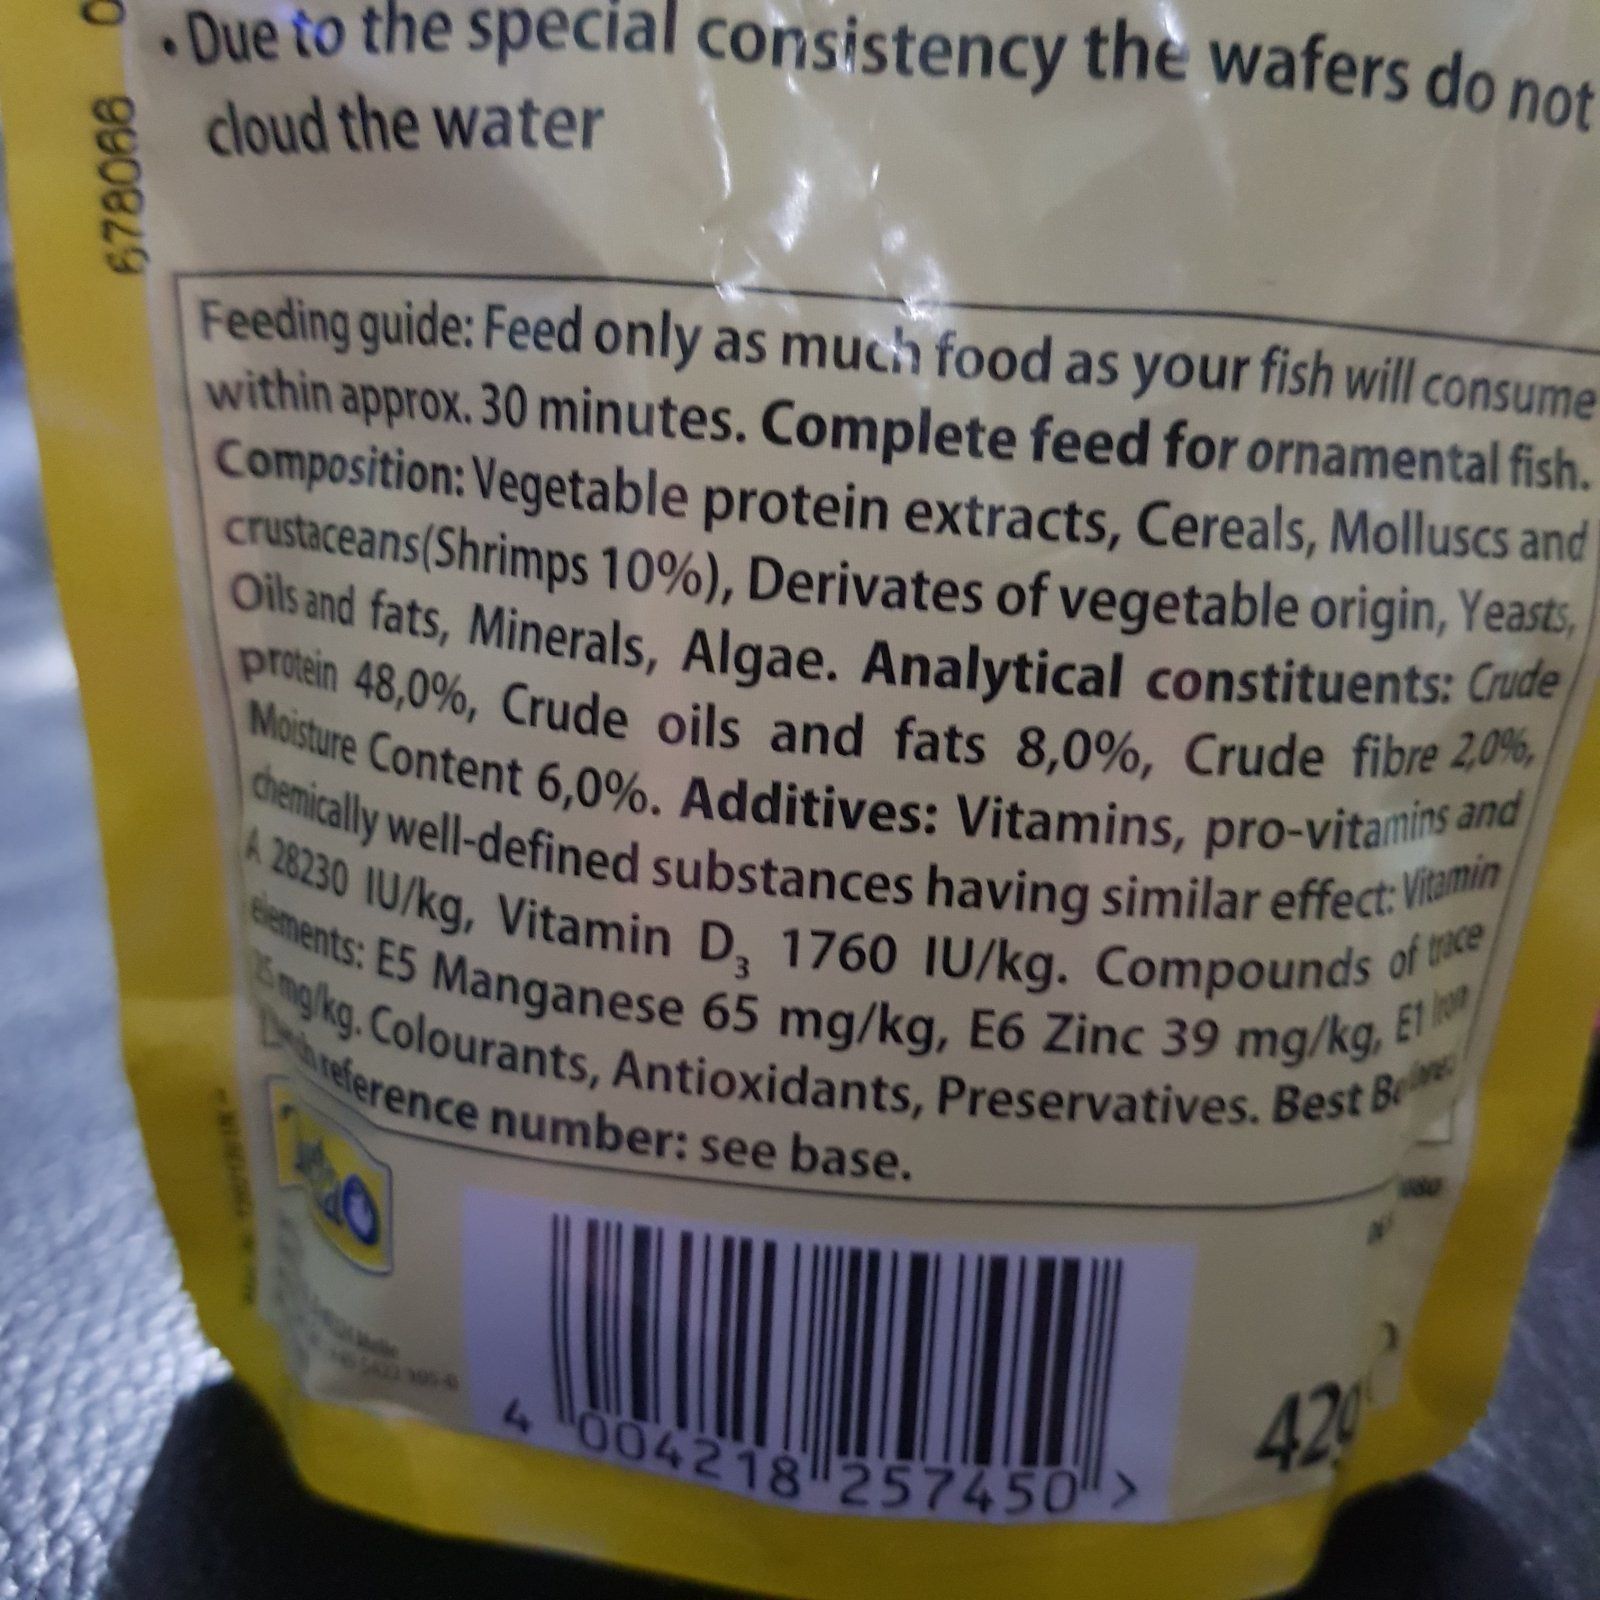 • Due to the special consistency the wafers do not
cloud the water
678066
Feeding guide: Feed only as much food as your fish will consume
within approx. 30 minutes. Complete feed for ornamental fish.
Composition: Vegetable protein extracts, Cereals, Molluscs and
crustaceans(Shrimps 10%), Derivates of vegetable origin, Yeasts,
Oils and fats, Minerals, Algae. Analytical constituents: Crude
protein 48,0%, Crude oils and fats 8,0%, Crude fibre 2,0%,
Moisture Content 6,0%. Additives: Vitamins, pro-vitamins and
chemically well-defined substances having similar effect: Vitamin
A 28230 IU/kg, Vitamin D3 1760 IU/kg. Compounds of trace
elements: E5 Manganese 65 mg/kg, E6 Zinc 39 mg/kg, E1 Iron
25 mg/kg. Colourants, Antioxidants, Preservatives. Best Before,
reference number: see base.
Tetra
4 004218 257450 >
42g